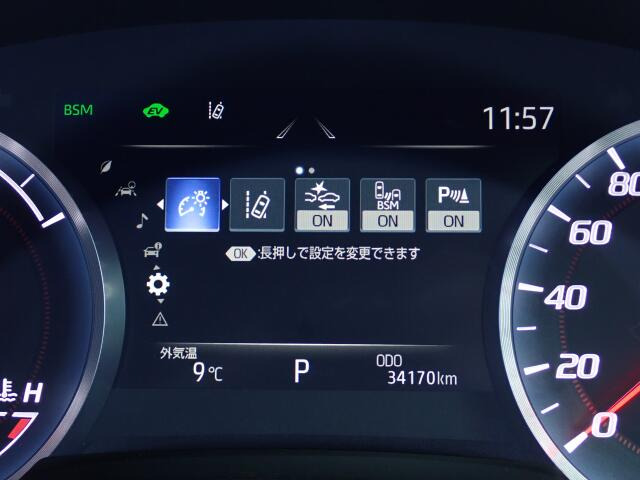 BSM EV 11:57
ON BSM ON P ON
OK :長押しで設定を変更できます
外気温 ODO
9℃ P 34170km
H
80
60
40
20
0